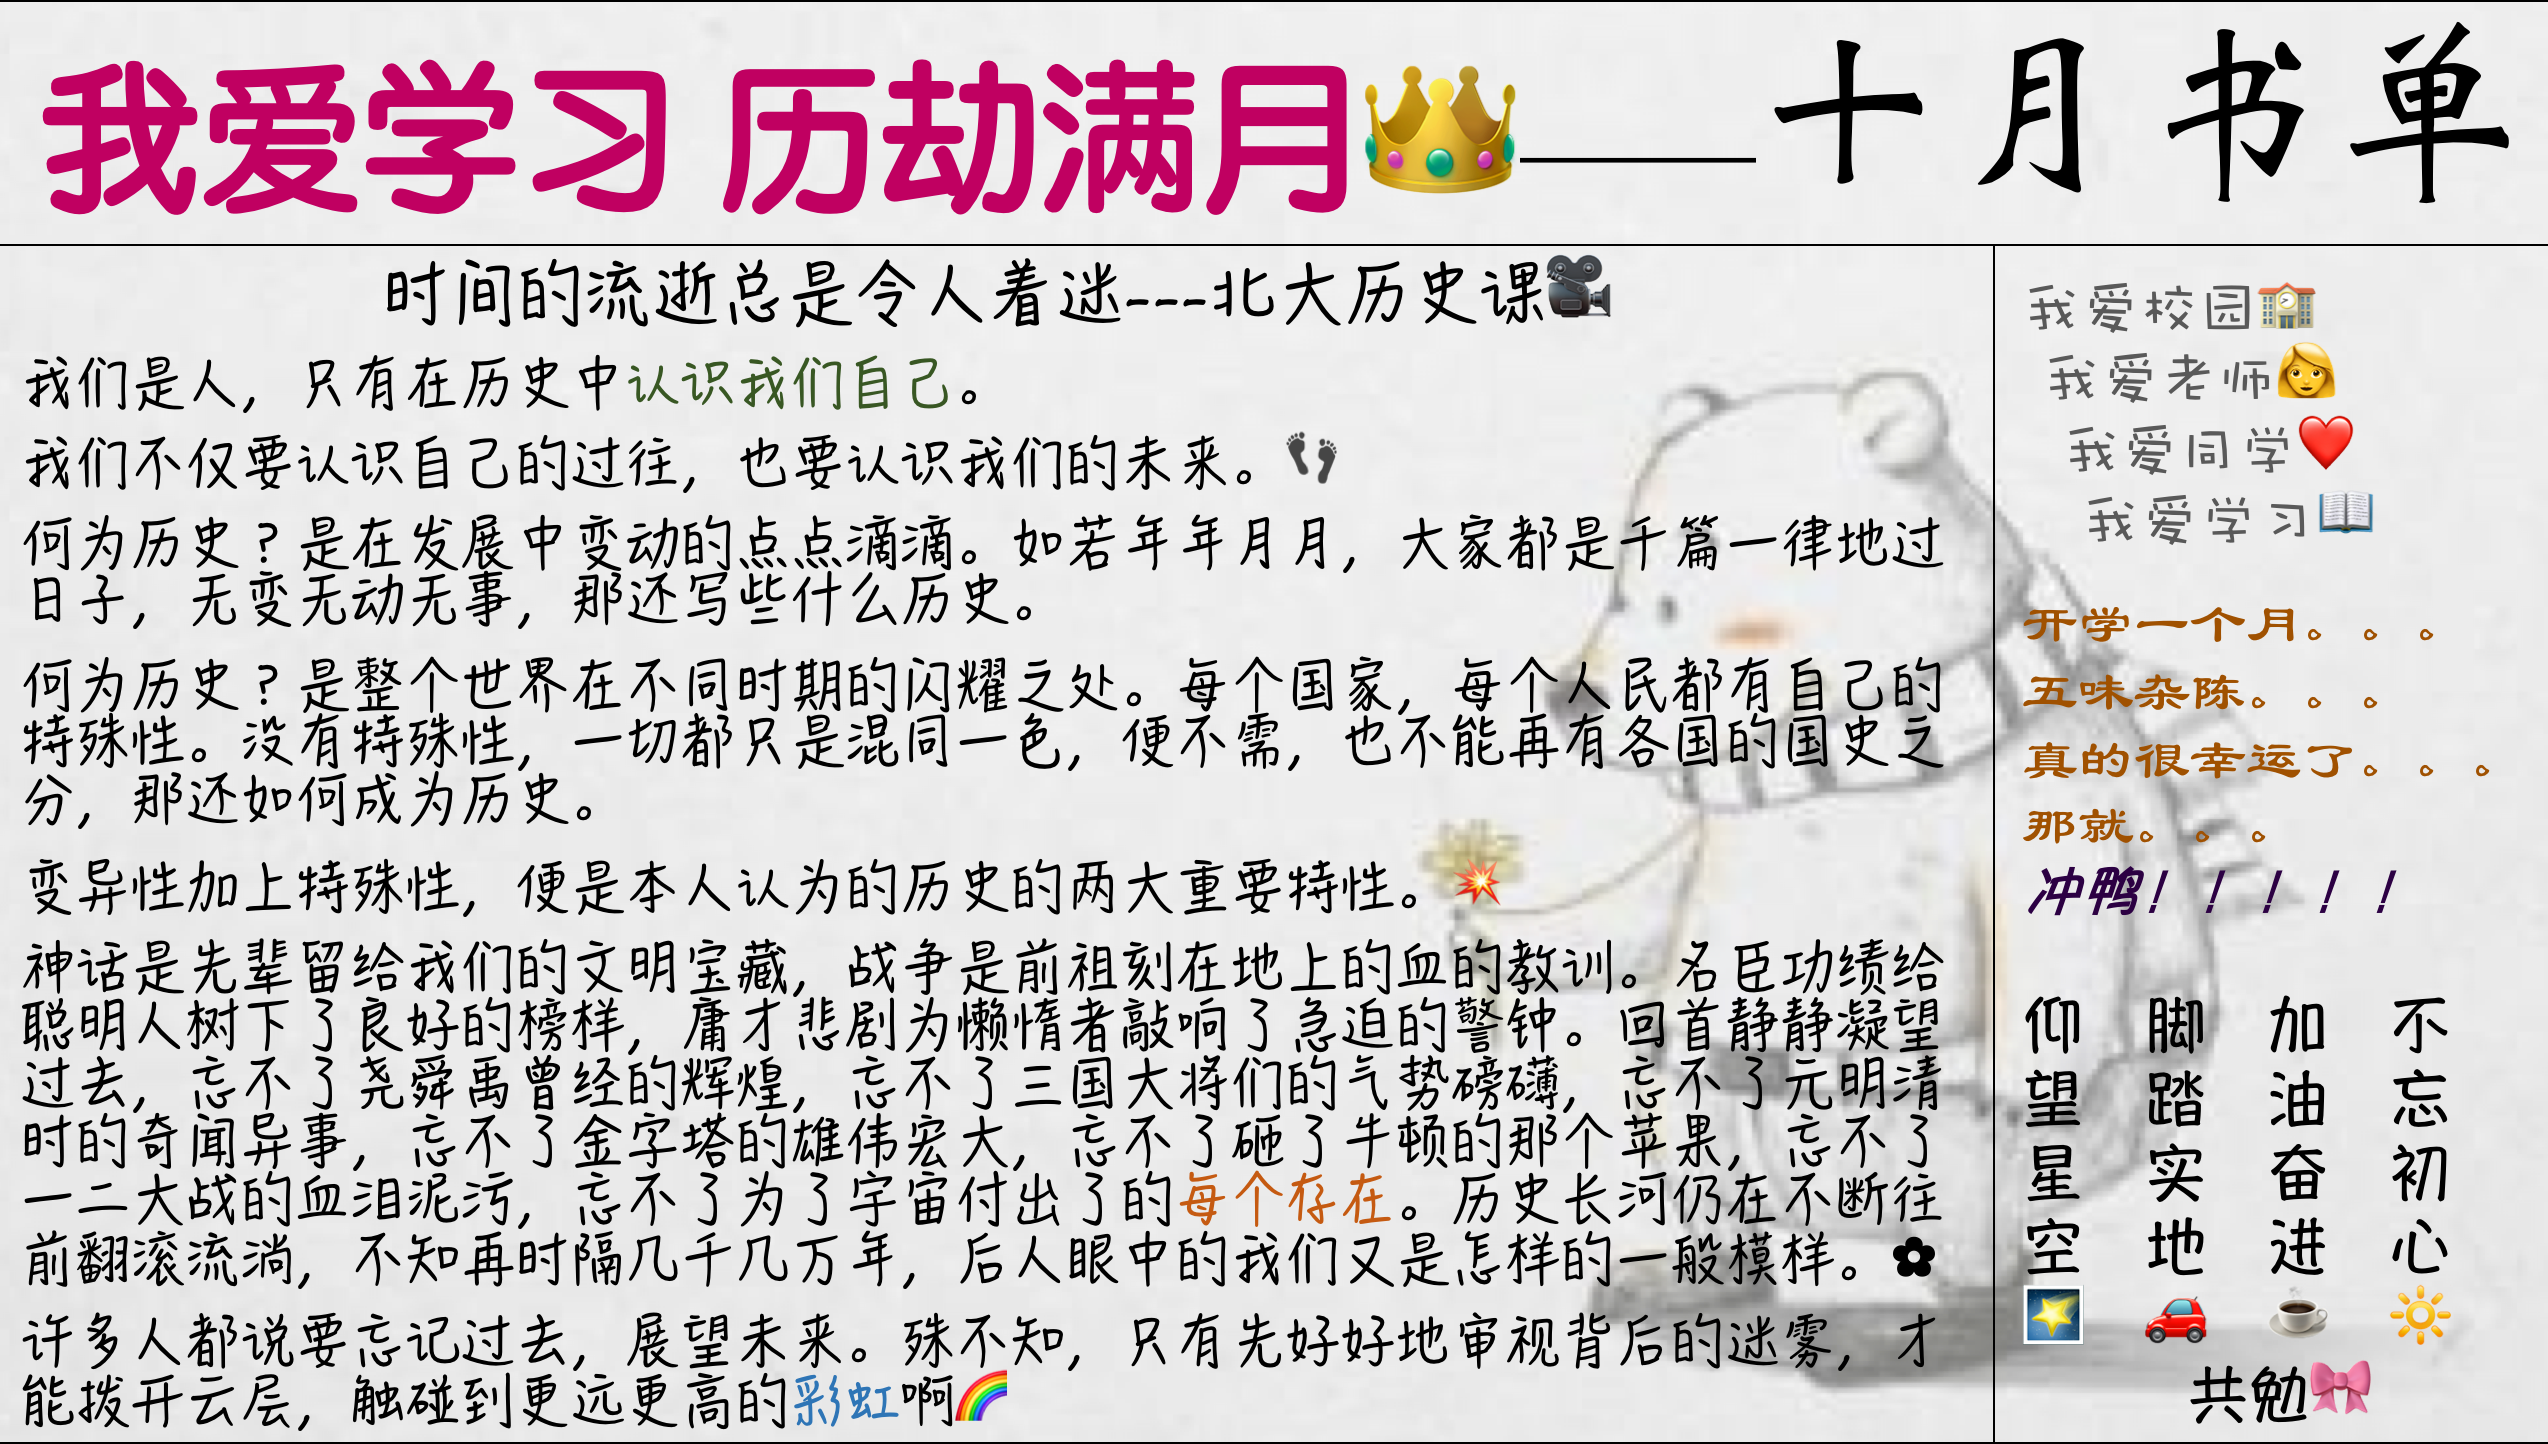 我爱学习 历劫满月👑——十月书单
时间的流逝总是令人着迷---北大历史课🎥
我们是人，只有在历史中认识我们自己。
我们不仅要认识自己的过往，也要认识我们的未来。👣
何为历史？是在发展中变动的点点滴滴。如若年年月月，大家都是千篇一律地过
日子，无变无动无事，那还写些什么历史。
何为历史？是整个世界在不同时期的闪耀之处。每个国家，每个人民都有自己的
特殊性。没有特殊性，一切都只是混同一色，便不需，也不能再有各国的国史之
分，那还如何成为历史。
变异性加上特殊性，便是本人认为的历史的两大重要特性。💥
神话是先辈留给我们的文明宝藏，战争是前祖刻在地上的血的教训。名臣功绩给
聪明人树下了良好的榜样，庸才悲剧为懒惰者敲响了急迫的警钟。回首静静凝望
过去，忘不了尧舜禹曾经的辉煌，忘不了三国大将们的气势磅礴，忘不了元明清
时的奇闻异事，忘不了金字塔的雄伟宏大，忘不了砸了牛顿的那个苹果，忘不了
一二大战的血泪泥污，忘不了为了宇宙付出了的每个存在。历史长河仍在不断往
前翻滚流淌，不知再时隔几千几万年，后人眼中的我们又是怎样的一般模样。✿
许多人都说要忘记过去，展望未来。殊不知，只有先好好地审视背后的迷雾，才
能拨开云层，触碰到更远更高的彩虹啊🌈
我爱校园🏫
我爱老师👩
我爱同学❤️
我爱学习📖
开学一个月。。。
五味杂陈。。。
真的很幸运了。。。
那就。。。
冲鸭！！！！！
仰望星空🌠
脚踏实地🚗
加油奋进☕
不忘初心☀️
共勉🎀